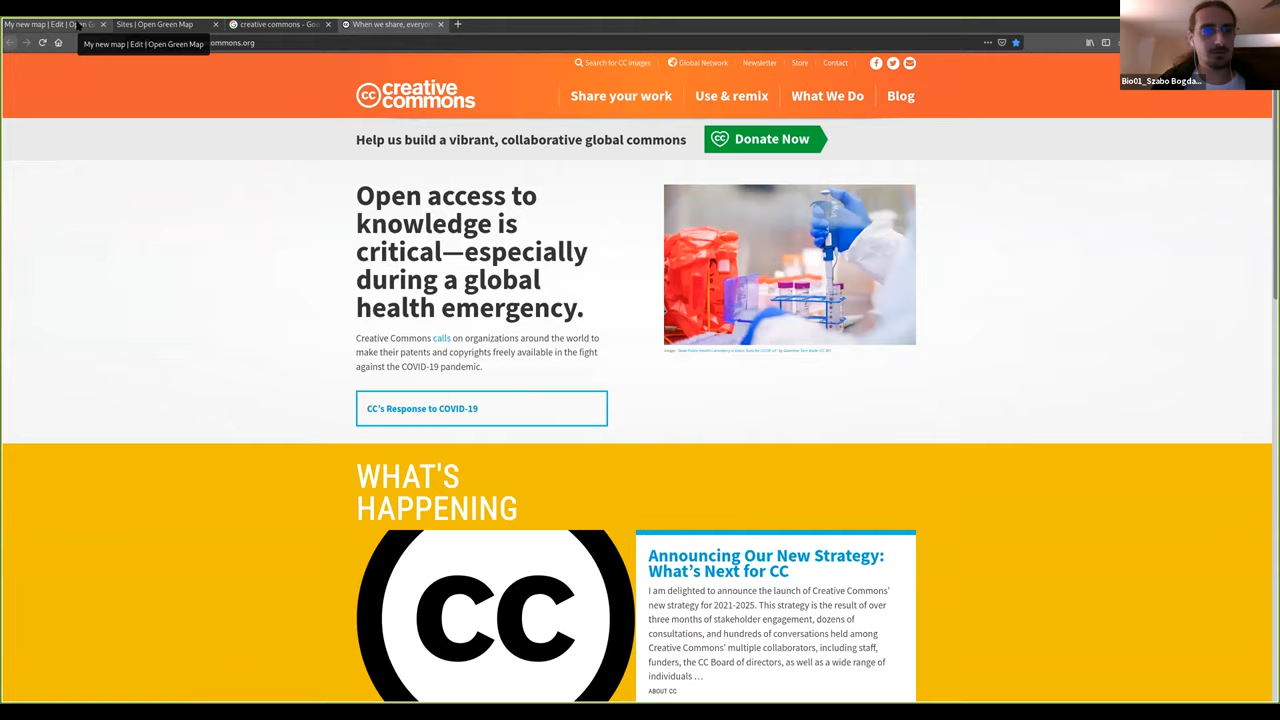 My new map | Edit | Open G
Sites | Open Green Map
creative commons - Goo
When we share, everyon
My new map | Edit | Open Green Map
ommons.org
Search for CC images
Global Network
Newsletter
Store
Contact
Bio01_Szabo Bogda...
cc creative
commons
Share your work
Use & remix
What We Do
Blog
Help us build a vibrant, collaborative global commons
Donate Now
Open access to
knowledge is
critical—especially
during a global
health emergency.
Creative Commons calls on organizations around the world to
make their patents and copyrights freely available in the fight
against the COVID-19 pandemic.
CC's Response to COVID-19
WHAT'S
HAPPENING
CC
Announcing Our New Strategy:
What's Next for CC
I am delighted to announce the launch of Creative Commons'
new strategy for 2021-2025. This strategy is the result of over
three months of stakeholder engagement, dozens of
consultations, and hundreds of conversations held among
Creative Commons' multiple collaborators, including staff,
funders, the CC Board of directors, as well as a wide range of
individuals …
ABOUT CC